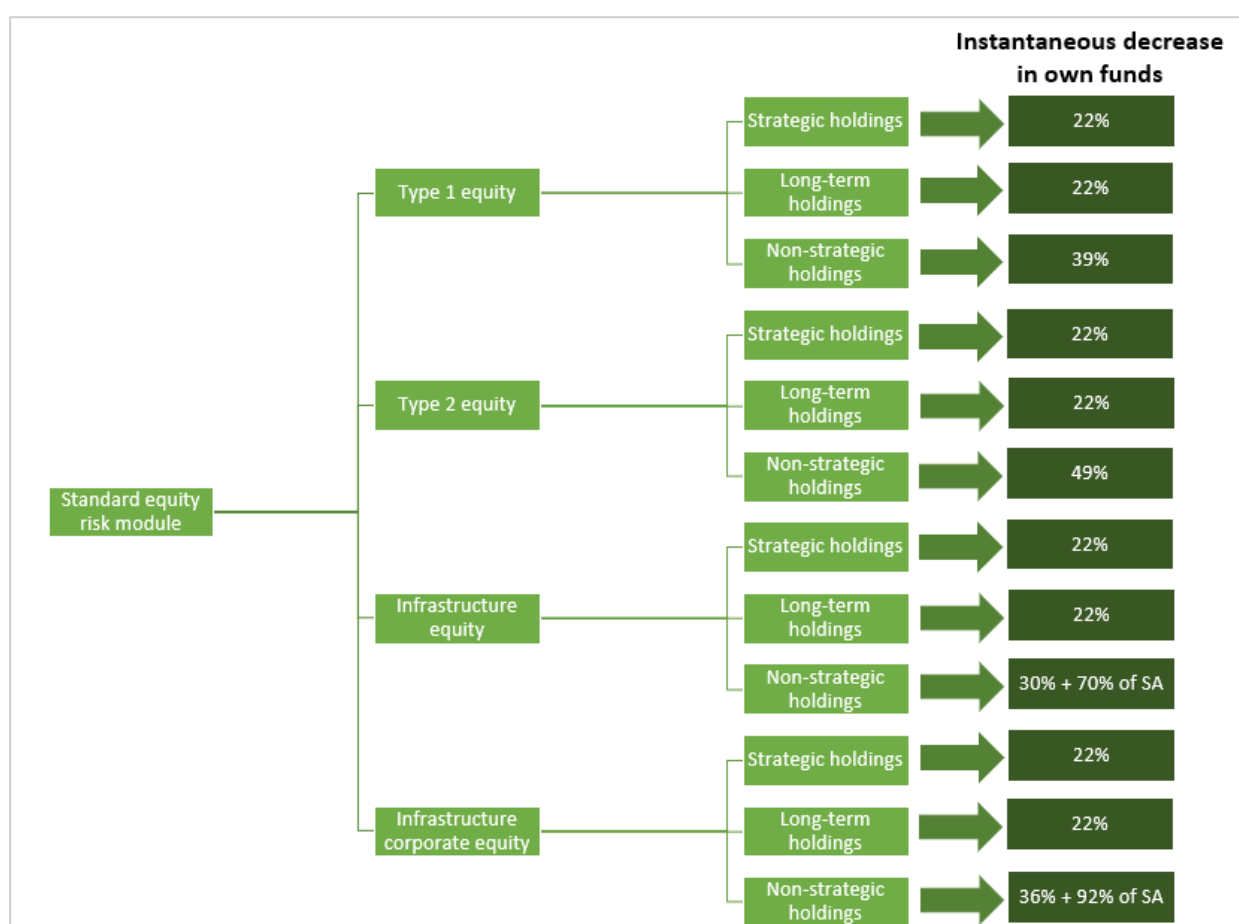 Instantaneous decrease
in own funds
Strategic holdings
22%
Type 1 equity
Long-term
holdings
22%
Non-strategic
holdings
39%
Strategic holdings
22%
Type 2 equity
Long-term
holdings
22%
Non-strategic
holdings
49%
Standard equity
risk module
Strategic holdings
22%
Infrastructure
equity
Long-term
holdings
22%
Non-strategic
holdings
30% + 70% of SA
Strategic holdings
22%
Infrastructure
corporate equity
Long-term
holdings
22%
Non-strategic
holdings
36% + 92% of SA